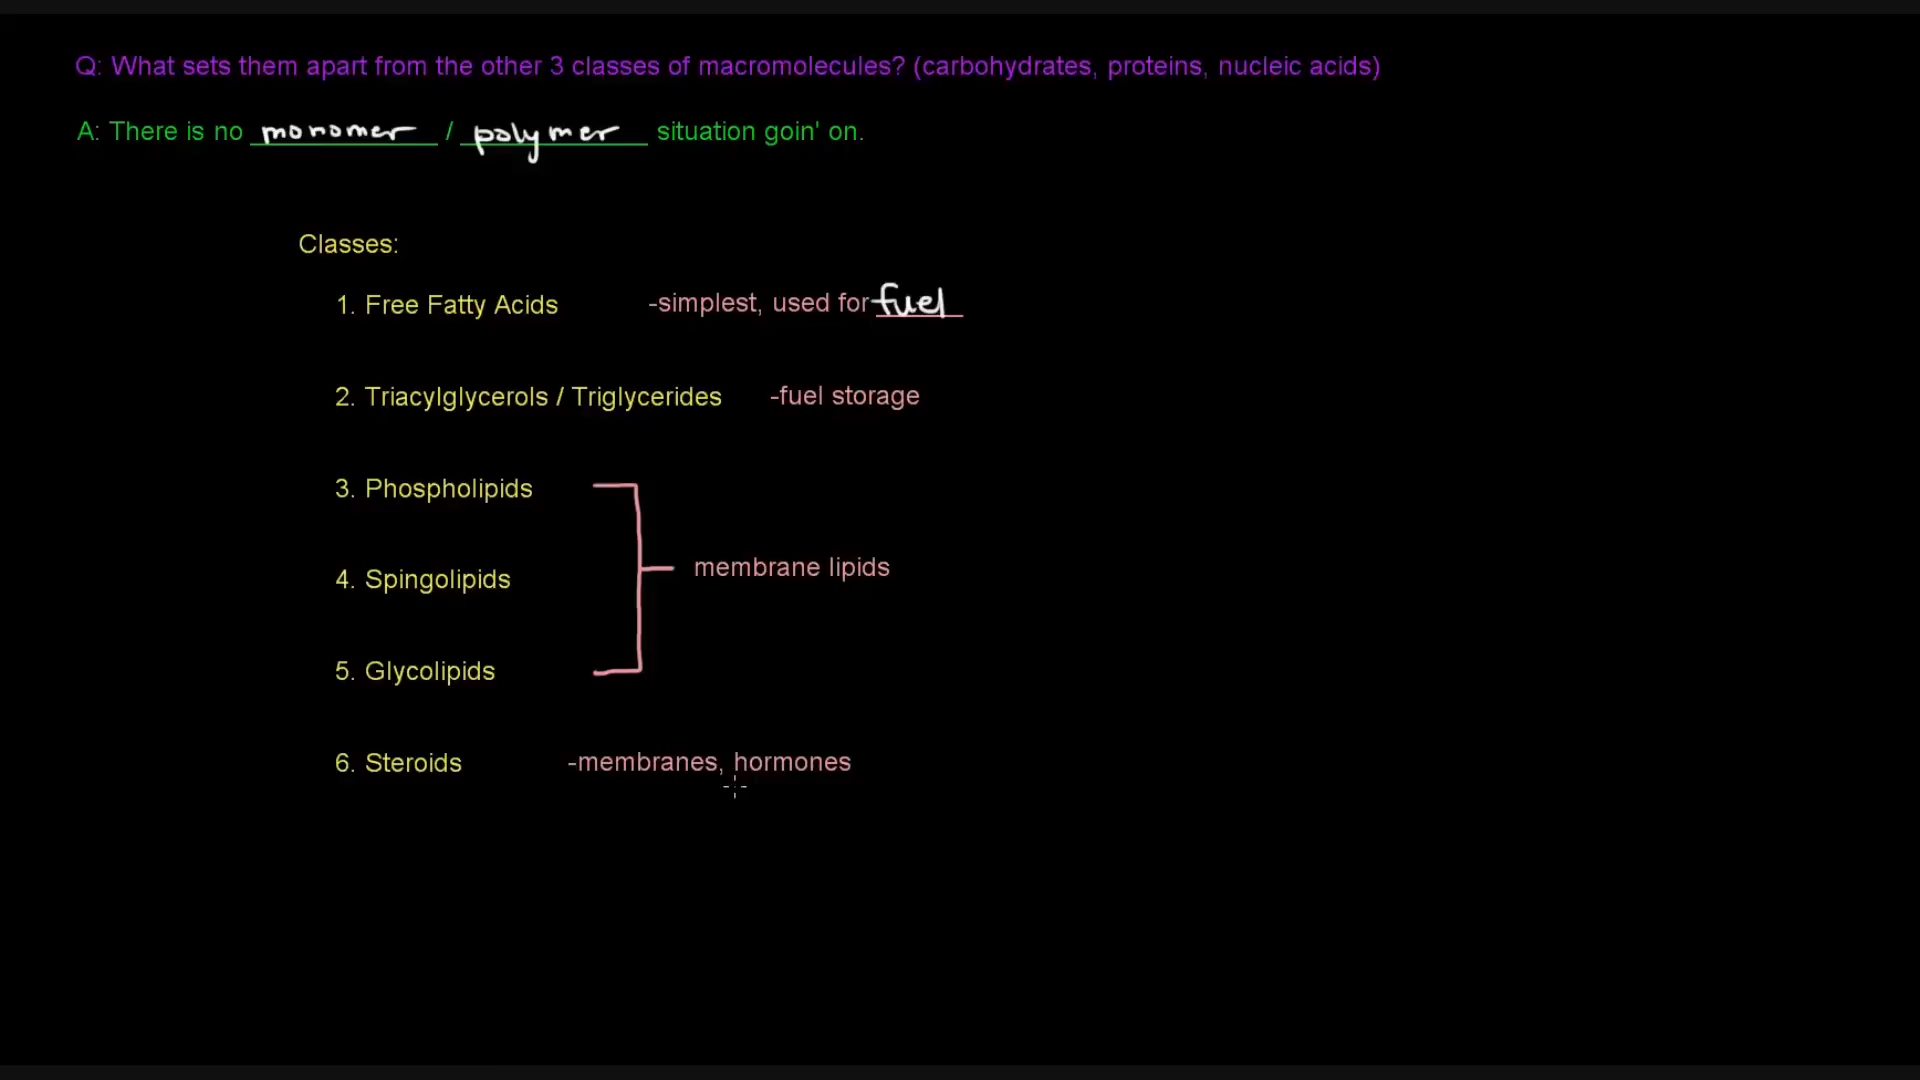 Q: What sets them apart from the other 3 classes of macromolecules? (carbohydrates, proteins, nucleic acids)
A: There is no monomer / polymer situation goin' on.
Classes:
1. Free Fatty Acids -simplest, used for fuel
2. Triacylglycerols / Triglycerides -fuel storage
3. Phospholipids
membrane lipids
4. Spingolipids
5. Glycolipids
6. Steroids -membranes, hormones